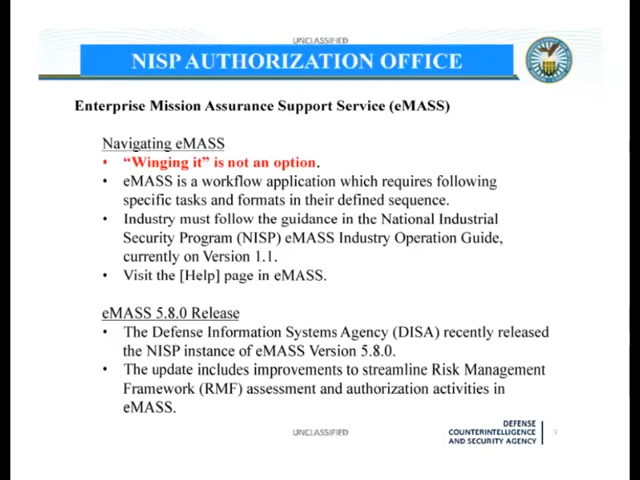 UNCLASSIFIED
NISP AUTHORIZATION OFFICE
Enterprise Mission Assurance Support Service (eMASS)
Navigating eMASS
• “Winging it” is not an option.
• eMASS is a workflow application which requires following
specific tasks and formats in their defined sequence.
• Industry must follow the guidance in the National Industrial
Security Program (NISP) eMASS Industry Operation Guide,
currently on Version 1.1.
• Visit the [Help] page in eMASS.
eMASS 5.8.0 Release
• The Defense Information Systems Agency (DISA) recently released
the NISP instance of eMASS Version 5.8.0.
• The update includes improvements to streamline Risk Management
Framework (RMF) assessment and authorization activities in
eMASS.
UNCLASSIFIED
DEFENSE
COUNTERINTELLIGENCE
AND SECURITY AGENCY
3